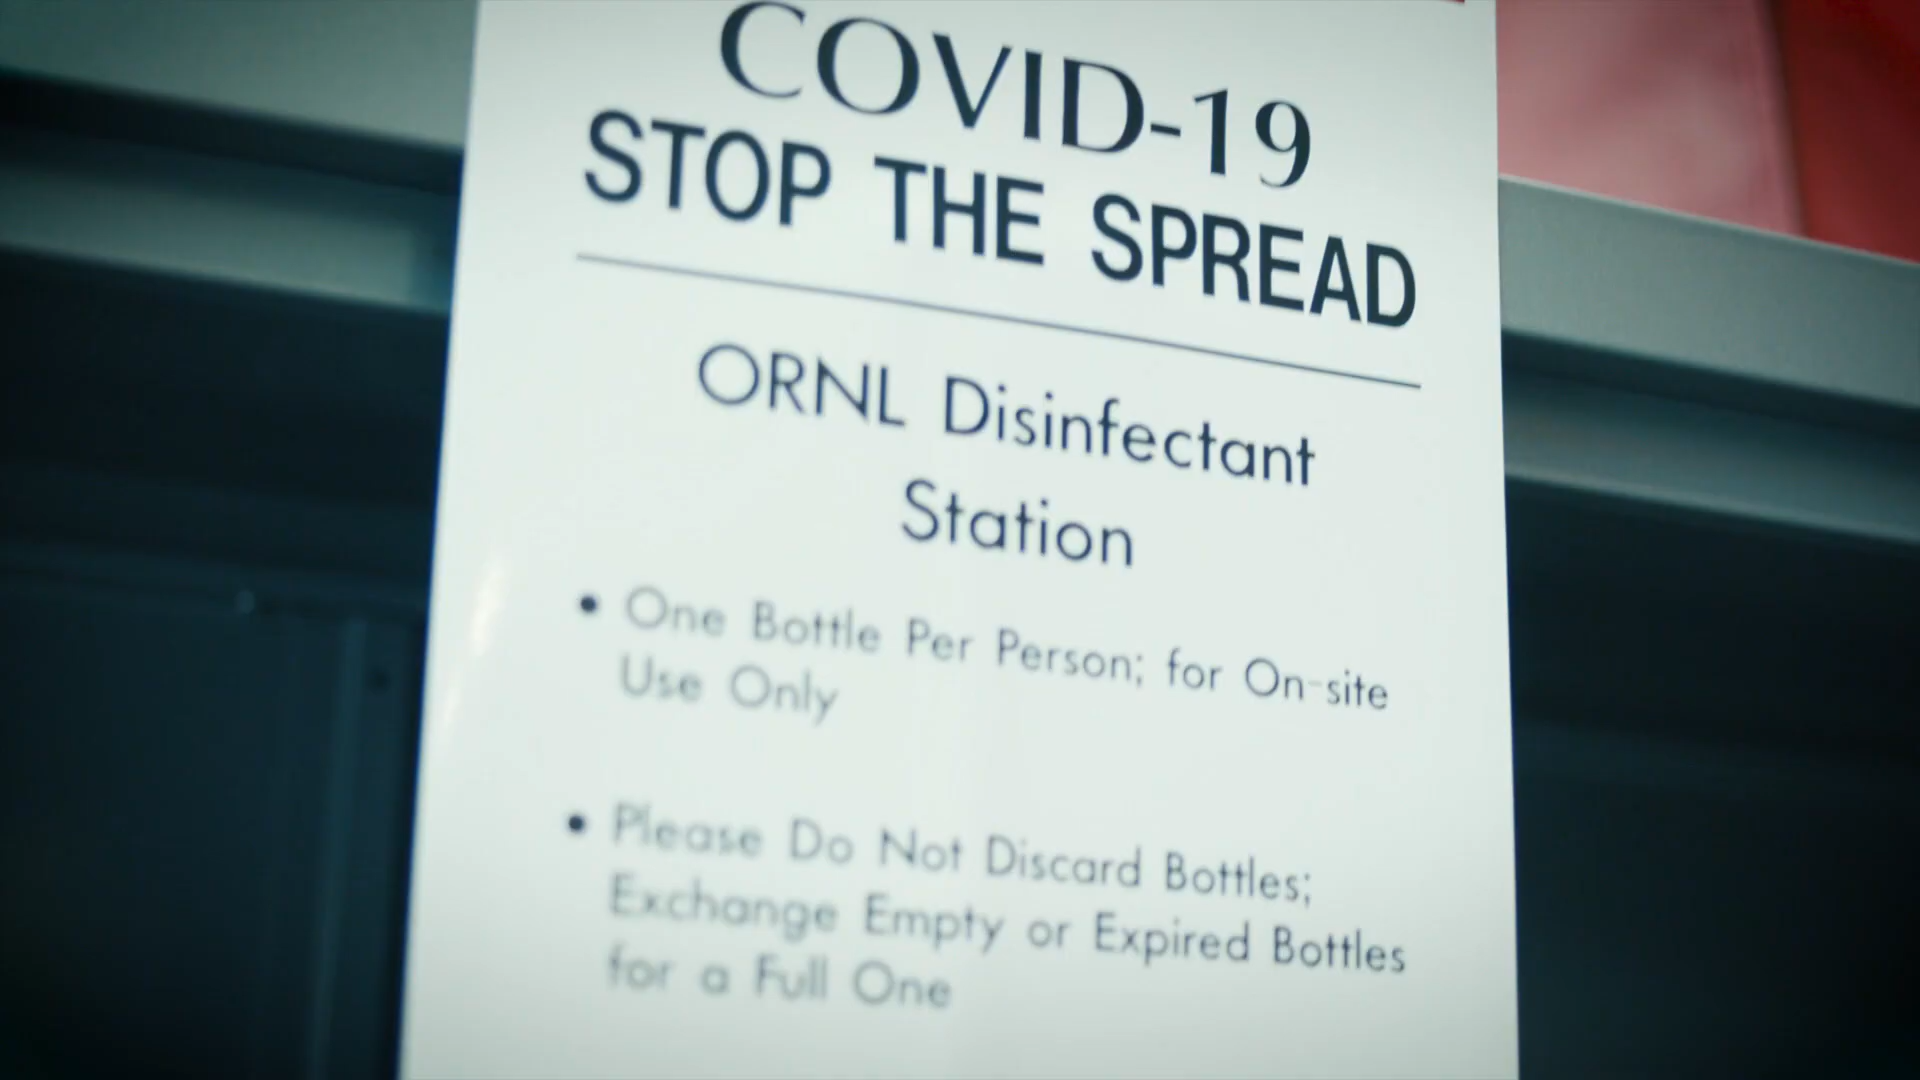 COVID-19
STOP THE SPREAD
ORNL Disinfectant
Station
• One Bottle Per Person; for On-site
Use Only
• Please Do Not Discard Bottles;
Exchange Empty or Expired Bottles
for a Full One